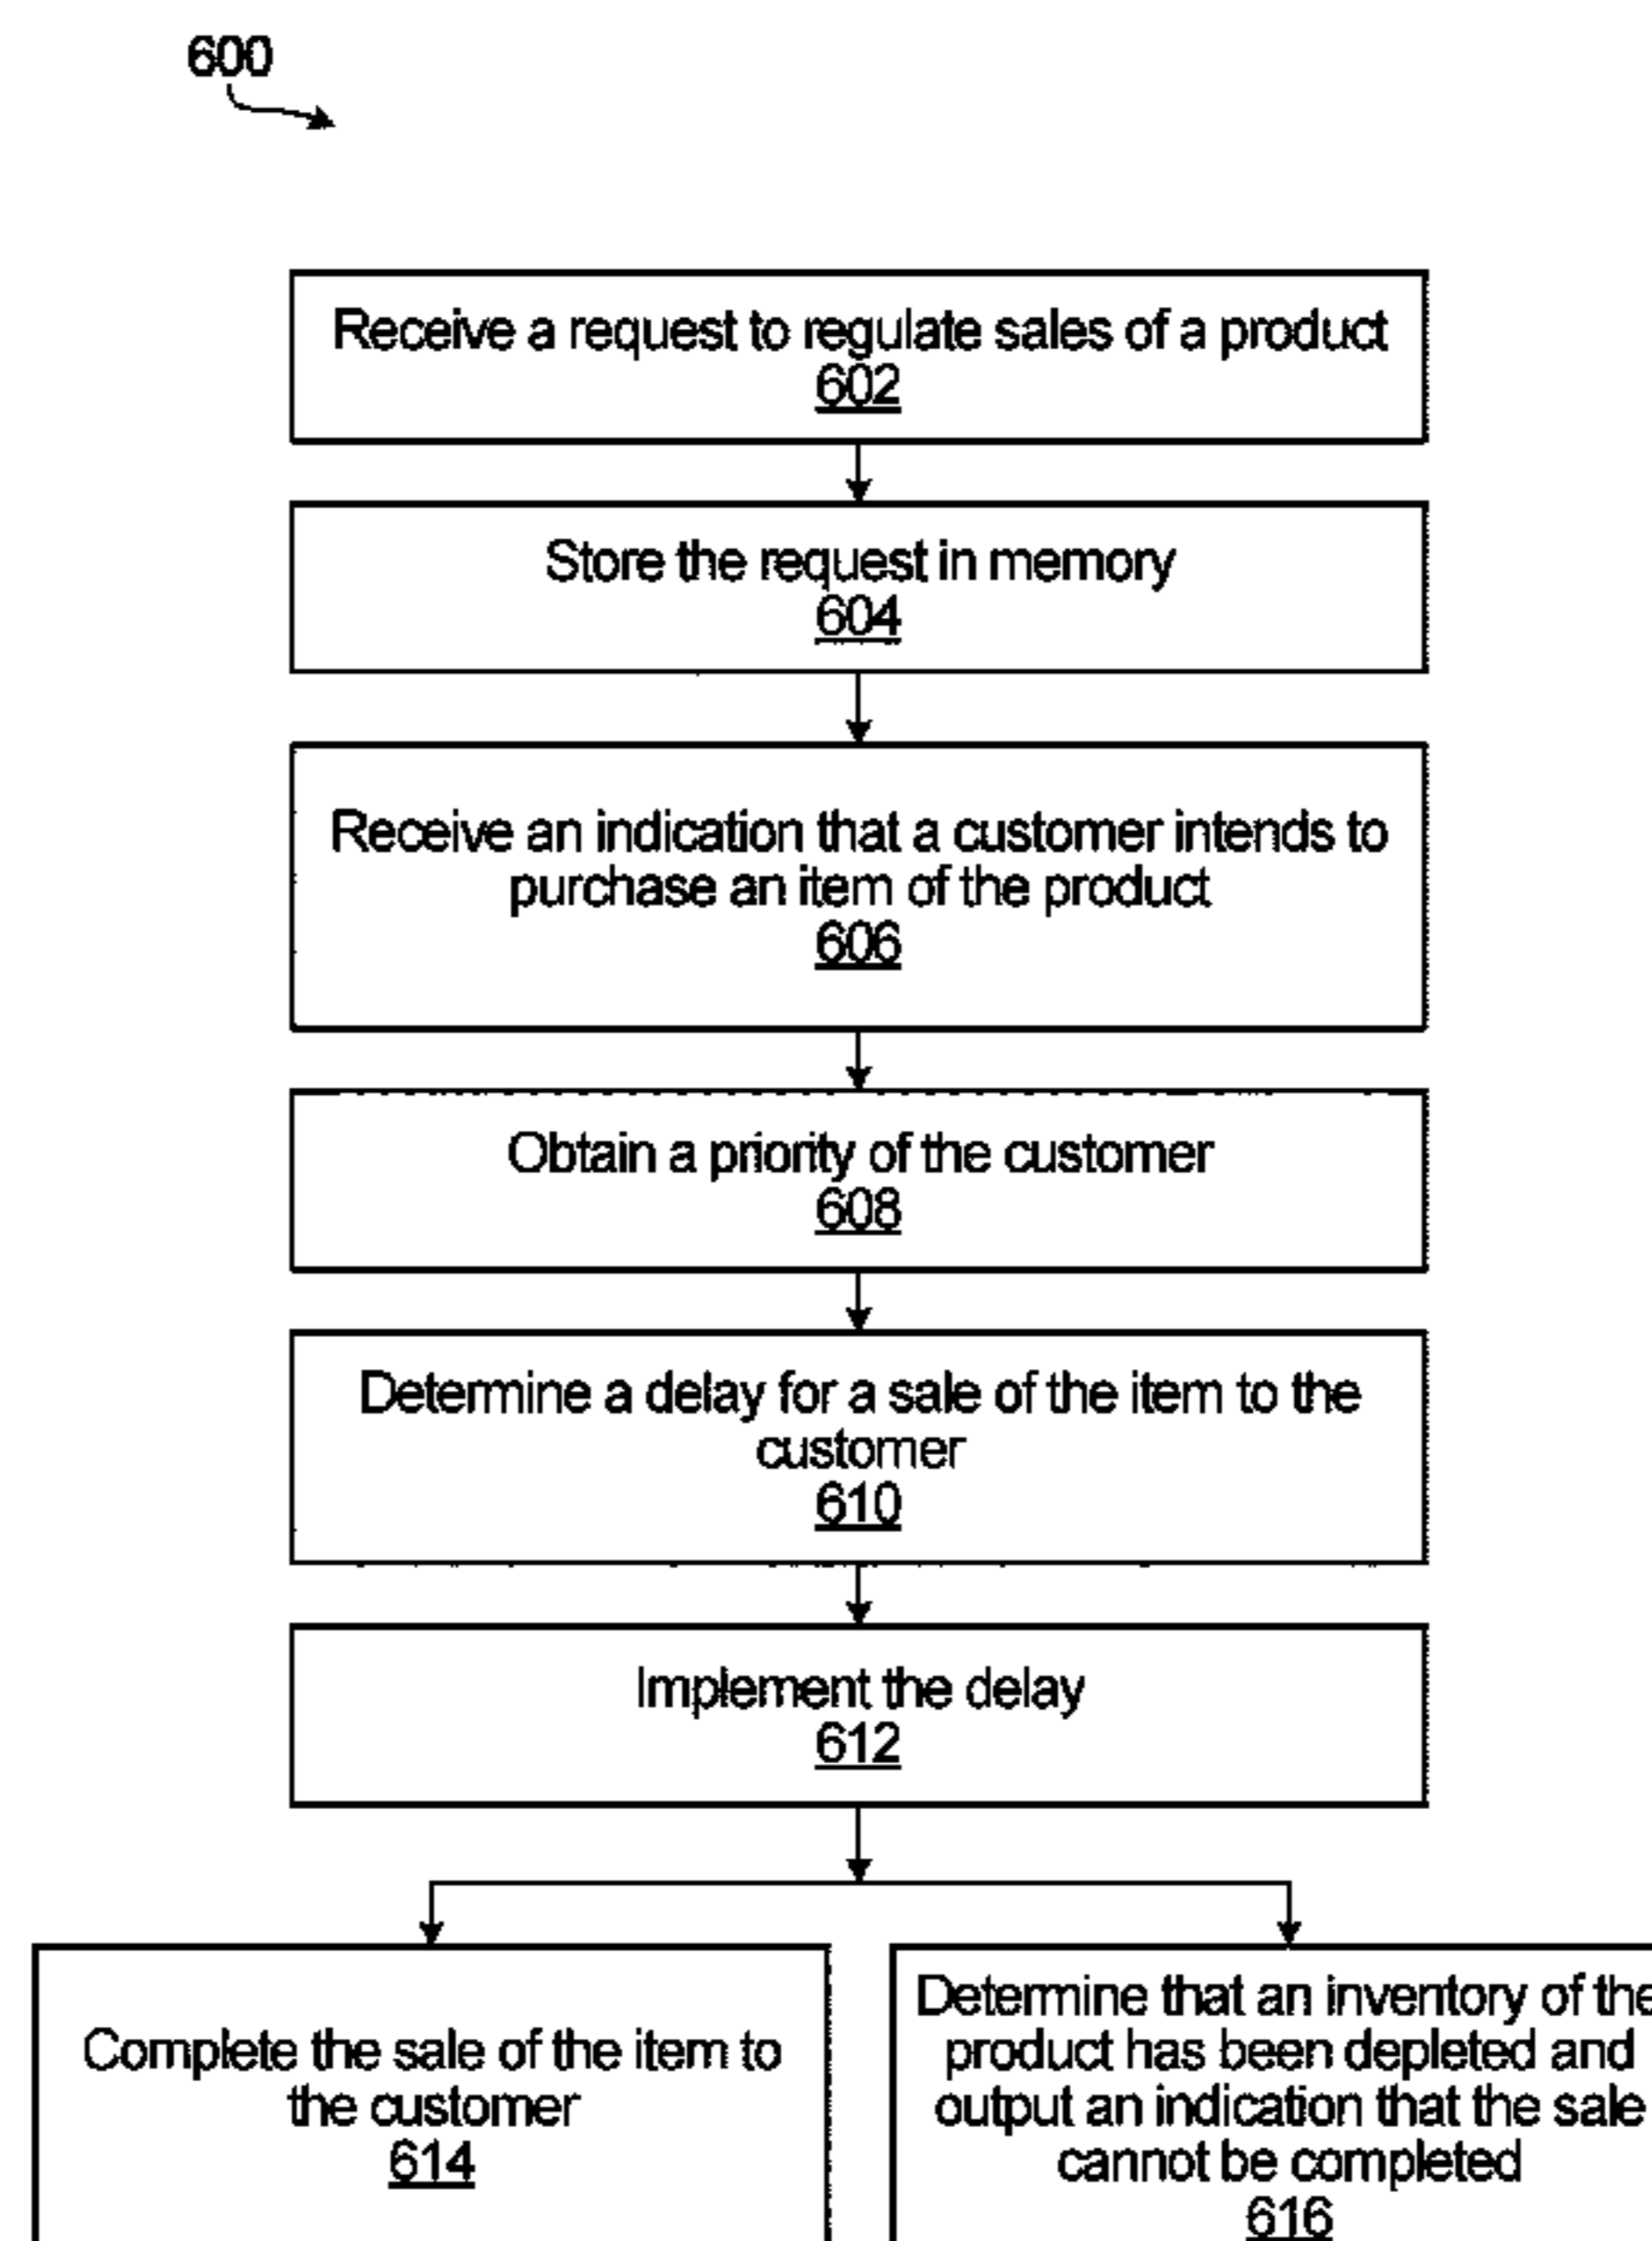 600
Receive a request to regulate sales of a product
602
Store the request in memory
604
Receive an indication that a customer intends to
purchase an item of the product
606
Obtain a priority of the customer
608
Determine a delay for a sale of the item to the
customer
610
Implement the delay
612
Complete the sale of the item to
the customer
614
Determine that an inventory of the
product has been depleted and
output an indication that the sale
cannot be completed
616